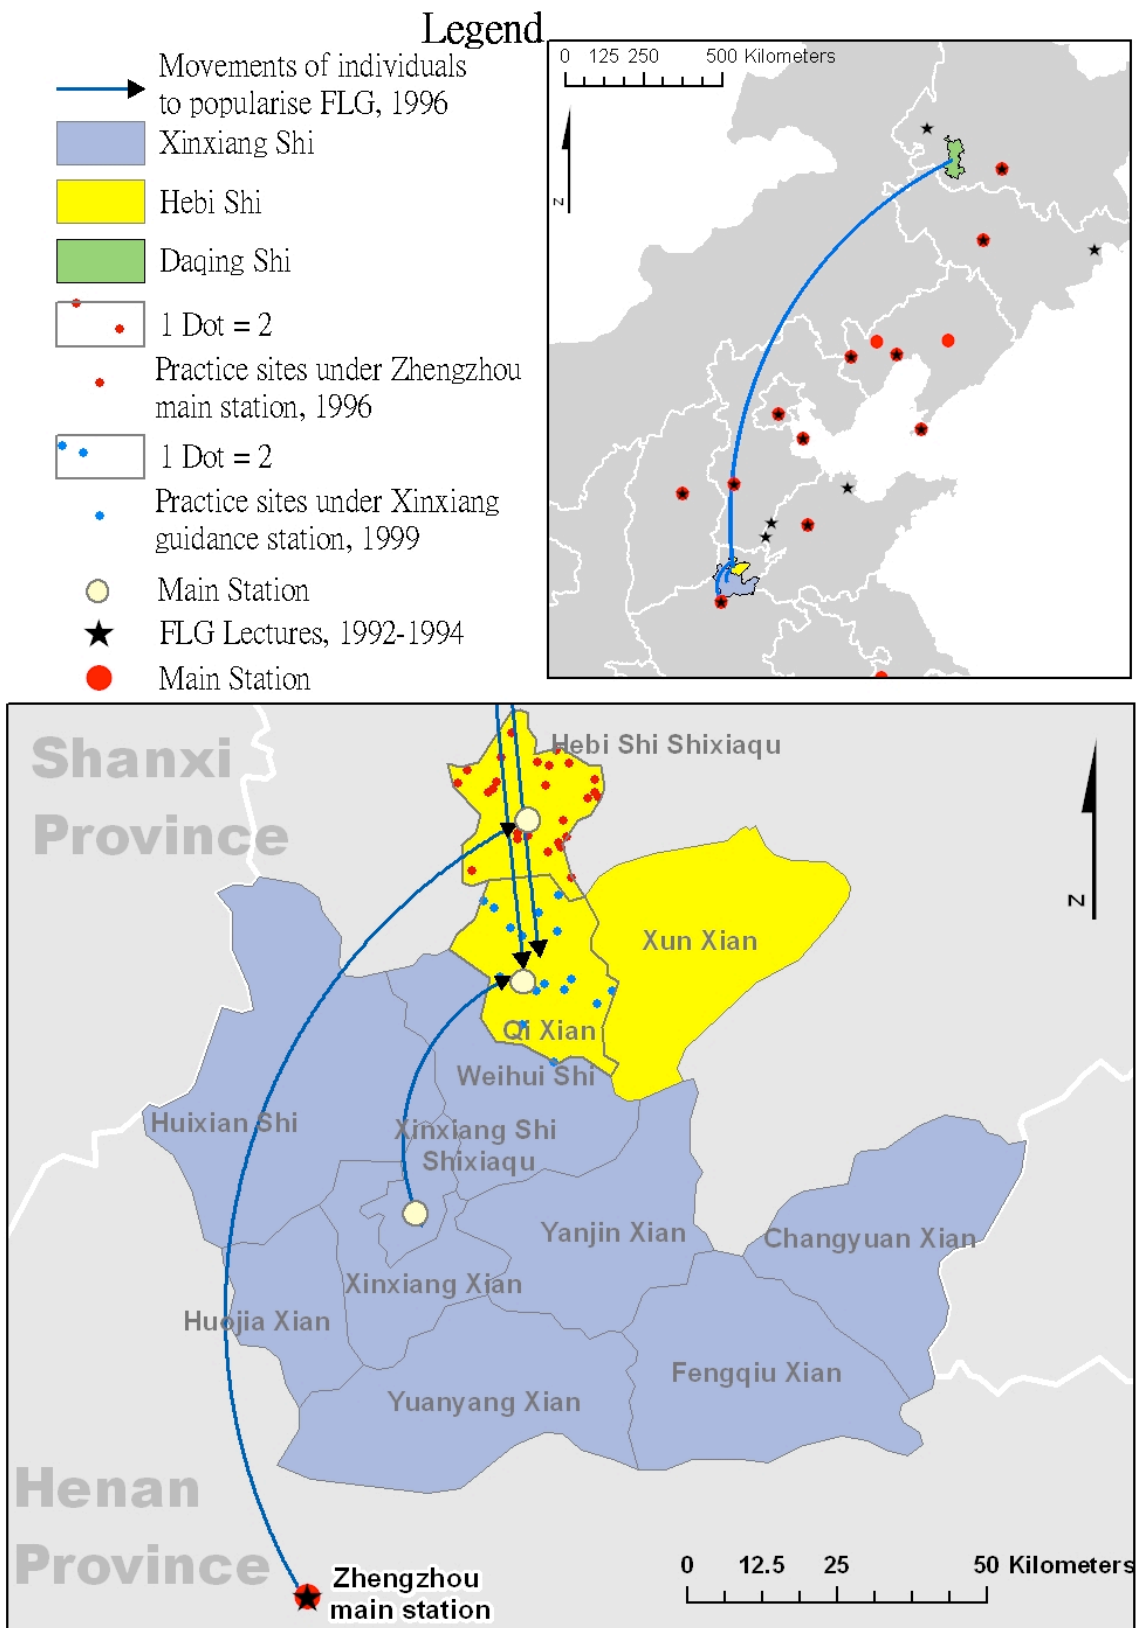 Legend
Movements of individuals
to popularise FLG, 1996
Xinxiang Shi
Hebi Shi
Daqing Shi
1 Dot = 2
Practice sites under Zhengzhou
main station, 1996
1 Dot = 2
Practice sites under Xinxiang
guidance station, 1999
Main Station
FLG Lectures, 1992-1994
Main Station
0 125 250 500 Kilometers
N
Shanxi
Province
Hebi Shi Shixiaqu
N
Xun Xian
Qi Xian
Weihui Shi
Huixian Shi
Xinxiang Shi
Shixiaqu
Yanjin Xian
Changyuan Xian
Xinxiang Xian
Huojia Xian
Fengqiu Xian
Yuanyang Xian
Henan
Province
Zhengzhou
main station
0 12.5 25 50 Kilometers